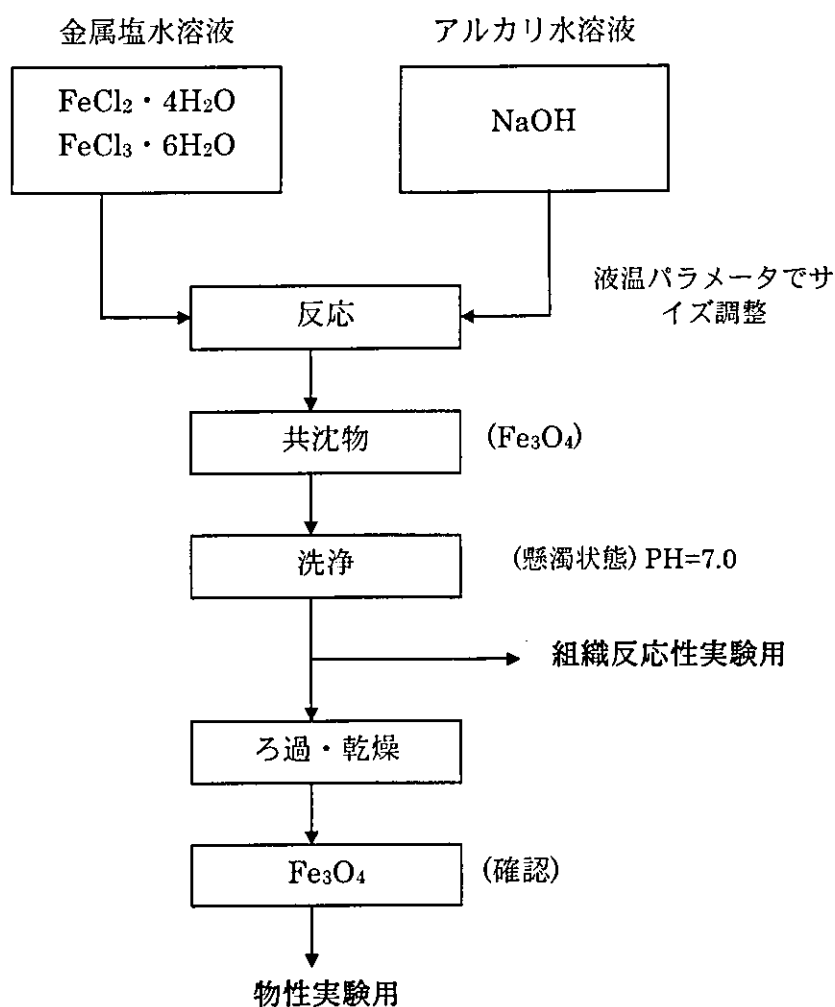 金属塩水溶液
アルカリ水溶液
FeCl₂・4H₂O
FeCl₃・6H₂O
NaOH
液温パラメータでサ
イズ調整
反応
共沈物
(Fe₃O₄)
洗浄
(懸濁状態) PH=7.0
組織反応性実験用
ろ過・乾燥
Fe₃O₄
(確認)
物性実験用